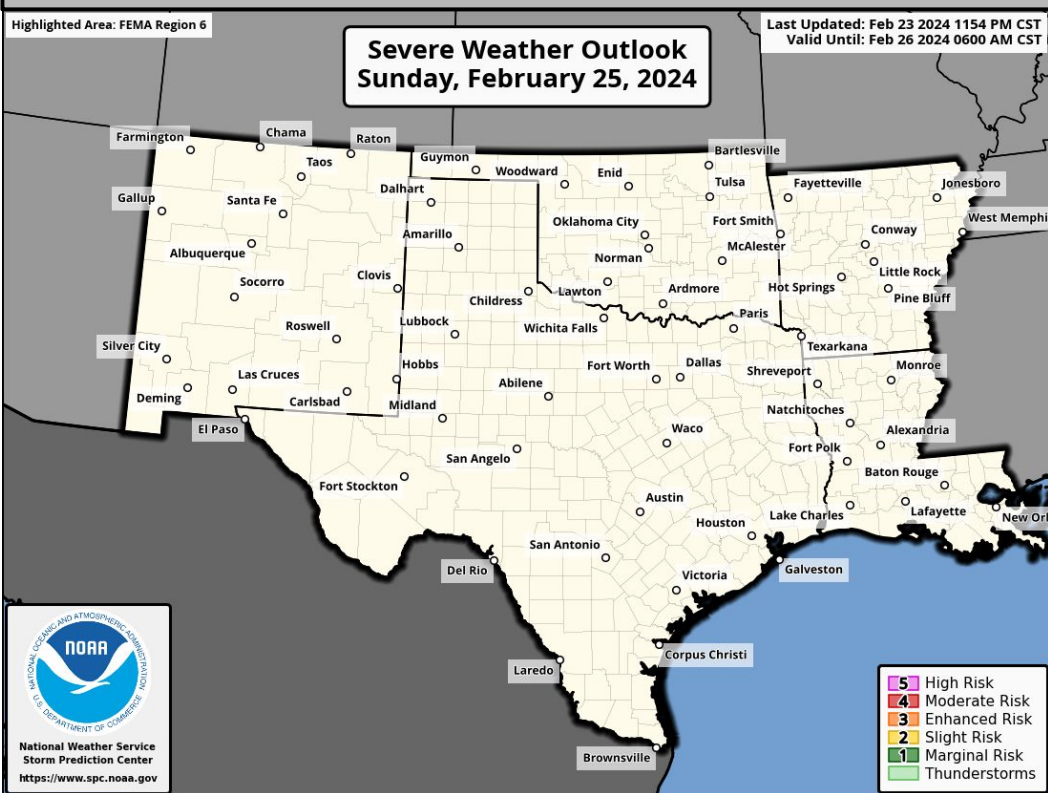 Highlighted Area: FEMA Region 6
Last Updated: Feb 23 2024 1154 PM CST
Valid Until: Feb 26 2024 0600 AM CST
Severe Weather Outlook
Sunday, February 25, 2024
Farmington
Chama
Raton
Taos
Guymon
Woodward
Enid
Bartlesville
Tulsa
Fayetteville
Jonesboro
Gallup
Santa Fe
Dalhart
Oklahoma City
Fort Smith
West Memphi
Albuquerque
Amarillo
Norman
McAlester
Conway
Socorro
Clovis
Childress
Lawton
Ardmore
Hot Springs
Little Rock
Pine Bluff
Roswell
Lubbock
Wichita Falls
Paris
Texarkana
Silver City
Las Cruces
Hobbs
Fort Worth
Dallas
Shreveport
Monroe
Deming
Carlsbad
Midland
Abilene
Natchitoches
El Paso
Waco
Alexandria
San Angelo
Fort Polk
Fort Stockton
Baton Rouge
Austin
Houston
Lake Charles
Lafayette
New Orl
San Antonio
Del Rio
Victoria
Galveston
Laredo
Corpus Christi
Brownsville
NATIONAL OCEANIC AND ATMOSPHERIC ADMINISTRATION
NOAA
U.S. DEPARTMENT OF COMMERCE
National Weather Service
Storm Prediction Center
https://www.spc.noaa.gov
5 High Risk
4 Moderate Risk
3 Enhanced Risk
2 Slight Risk
1 Marginal Risk
Thunderstorms